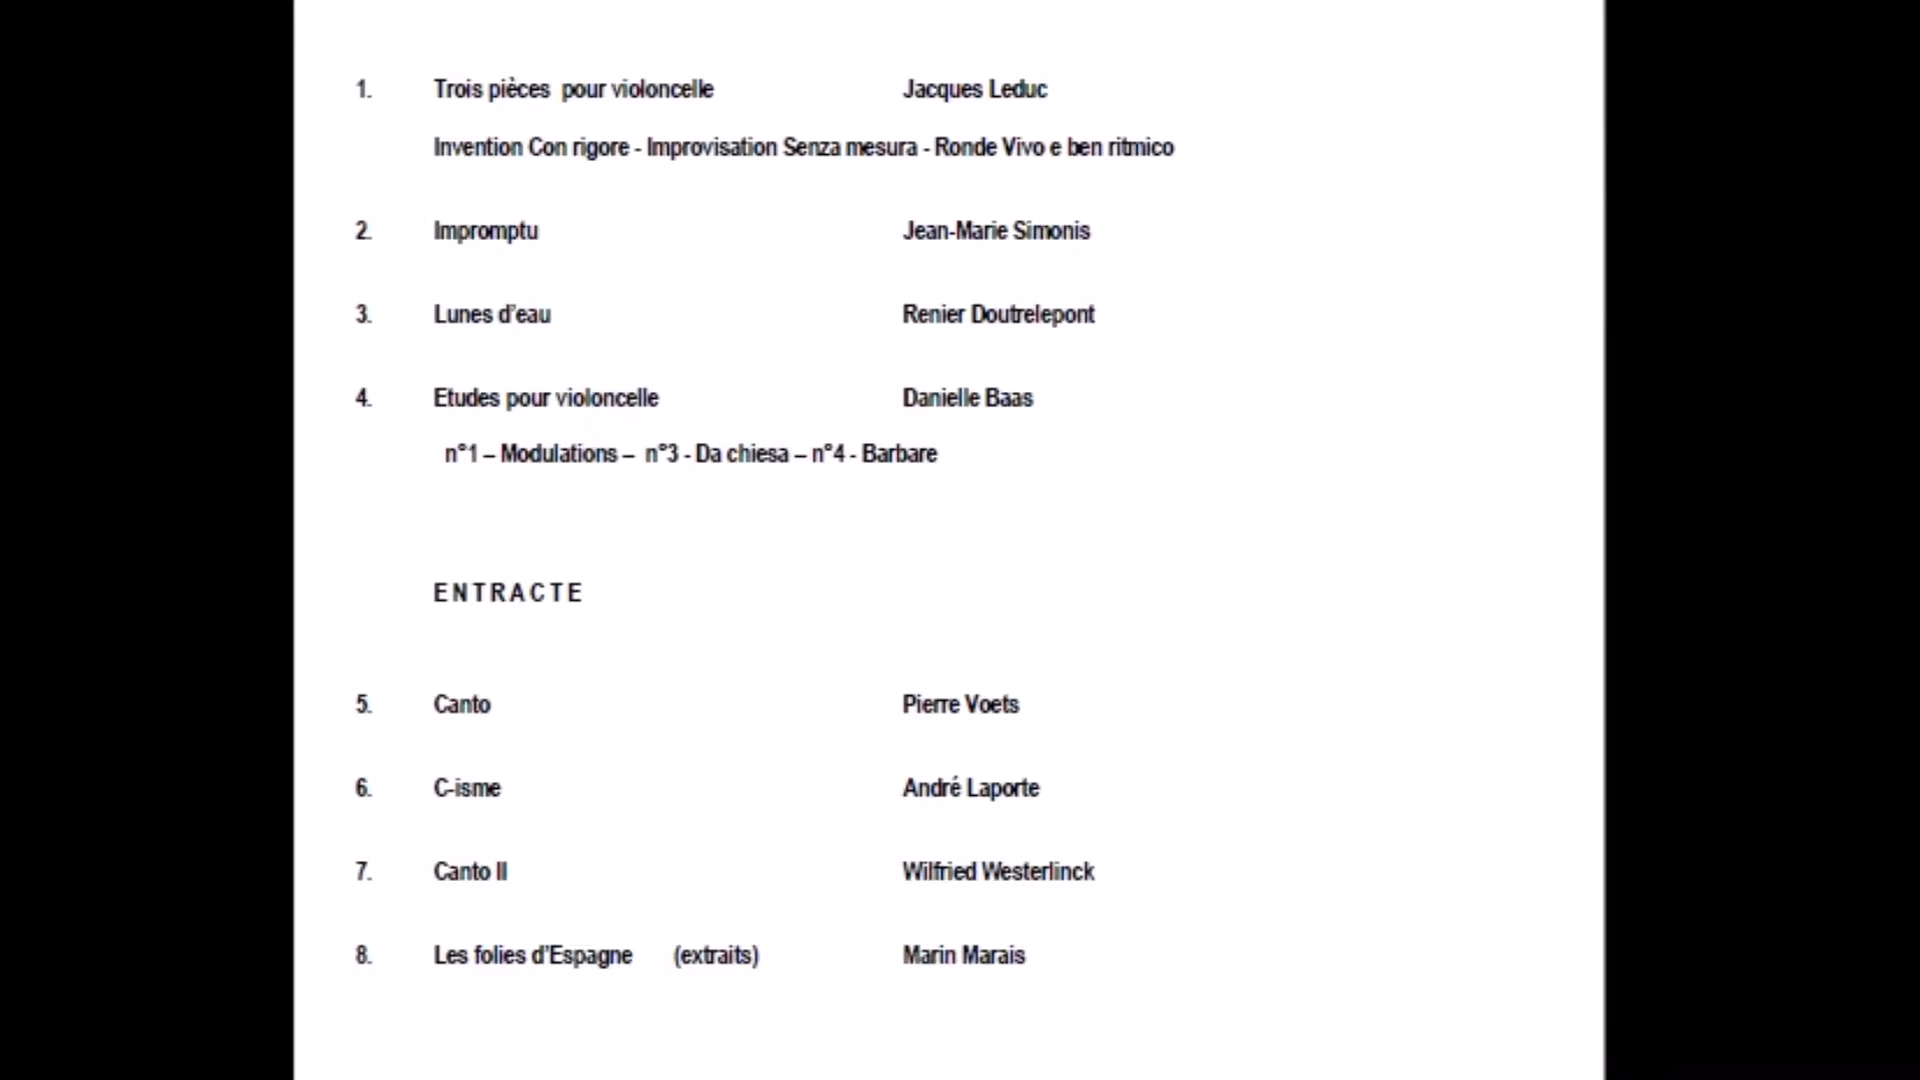 1. Trois pièces pour violoncelle Jacques Leduc
Invention Con rigore - Improvisation Senza mesura - Ronde Vivo e ben ritmico
2. Impromptu Jean-Marie Simonis
3. Lunes d'eau Renier Doutrelepont
4. Etudes pour violoncelle Danielle Baas
n°1 – Modulations – n°3 - Da chiesa – n°4 - Barbare
ENTRACTE
5. Canto Pierre Voets
6. C-isme André Laporte
7. Canto II Wilfried Westerlinck
8. Les folies d'Espagne (extraits) Marin Marais